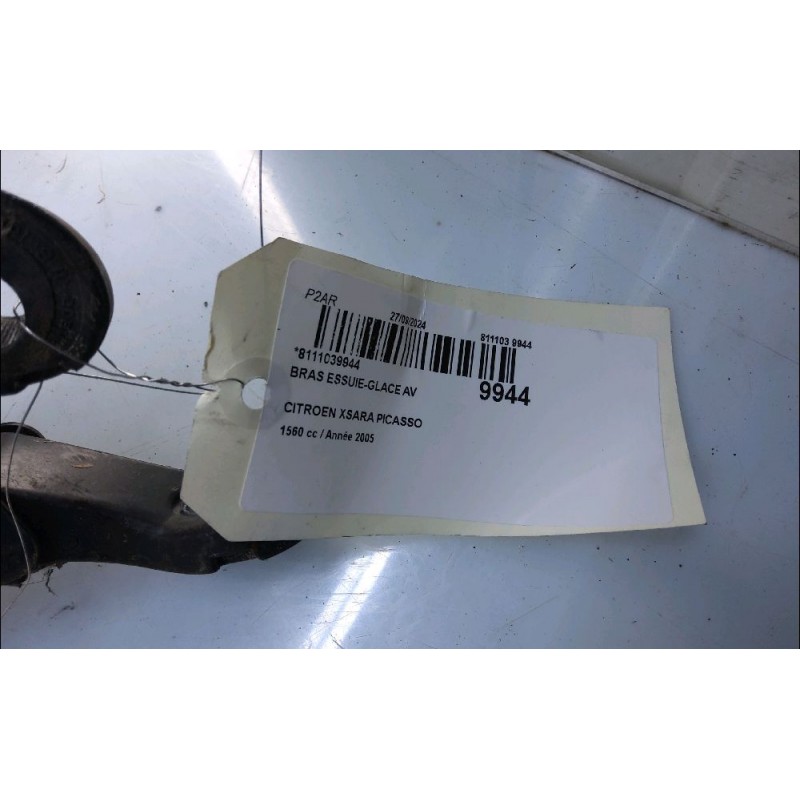 P2AR
27/09/2024
811103 9944
*8111039944
BRAS ESSUIE-GLACE AV
9944
CITROEN XSARA PICASSO
1560 cc / Année 2005